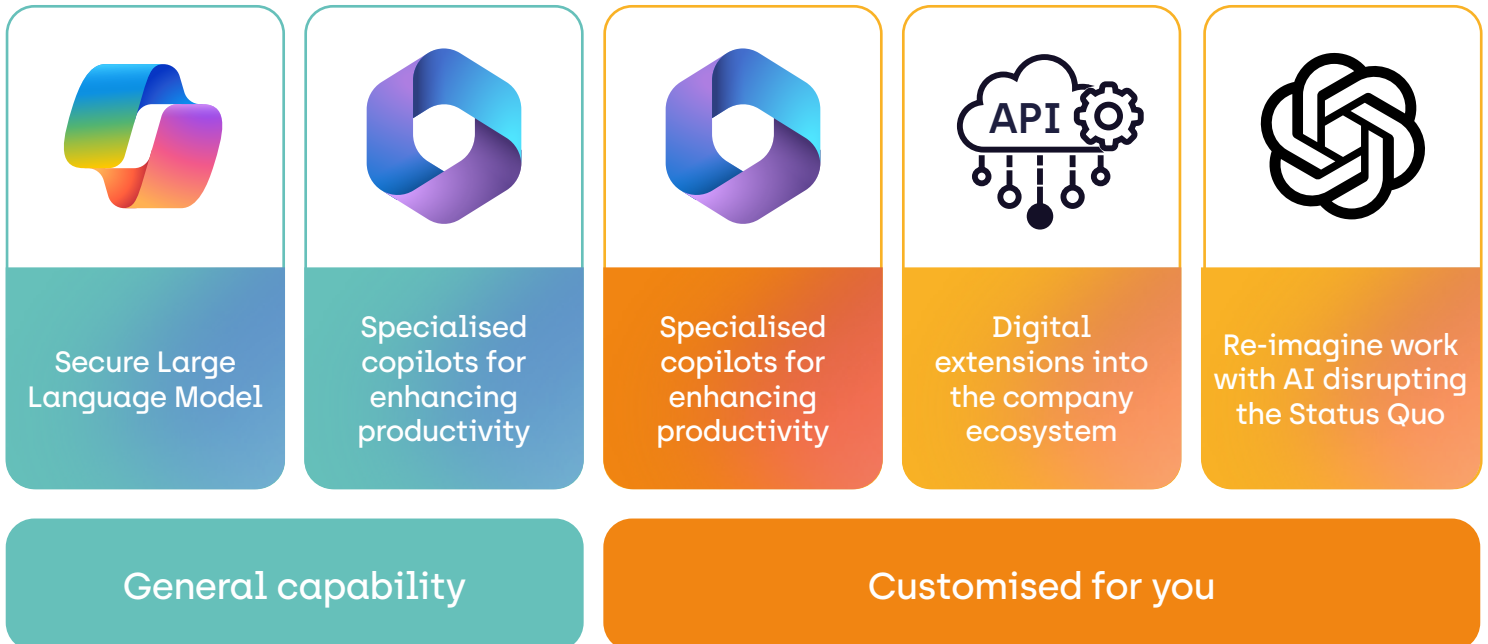 API
Secure Large
Language Model
Specialised
copilots for
enhancing
productivity
Specialised
copilots for
enhancing
productivity
Digital
extensions into
the company
ecosystem
Re-imagine work
with AI disrupting
the Status Quo
General capability
Customised for you